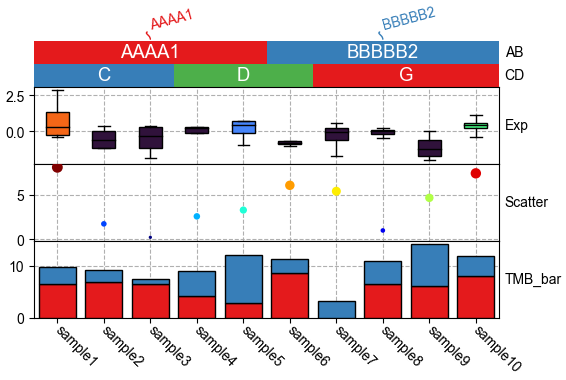 AAAA1 BBBBB2
AAAA1 BBBBB2 AB
C D G CD
2.5
0.0 Exp
5
0 Scatter
10
0 TMB_bar
sample1 sample2 sample3 sample4 sample5 sample6 sample7 sample8 sample9 sample10